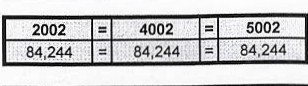 2002 = 4002 = 5002
84,244 = 84,244 = 84,244